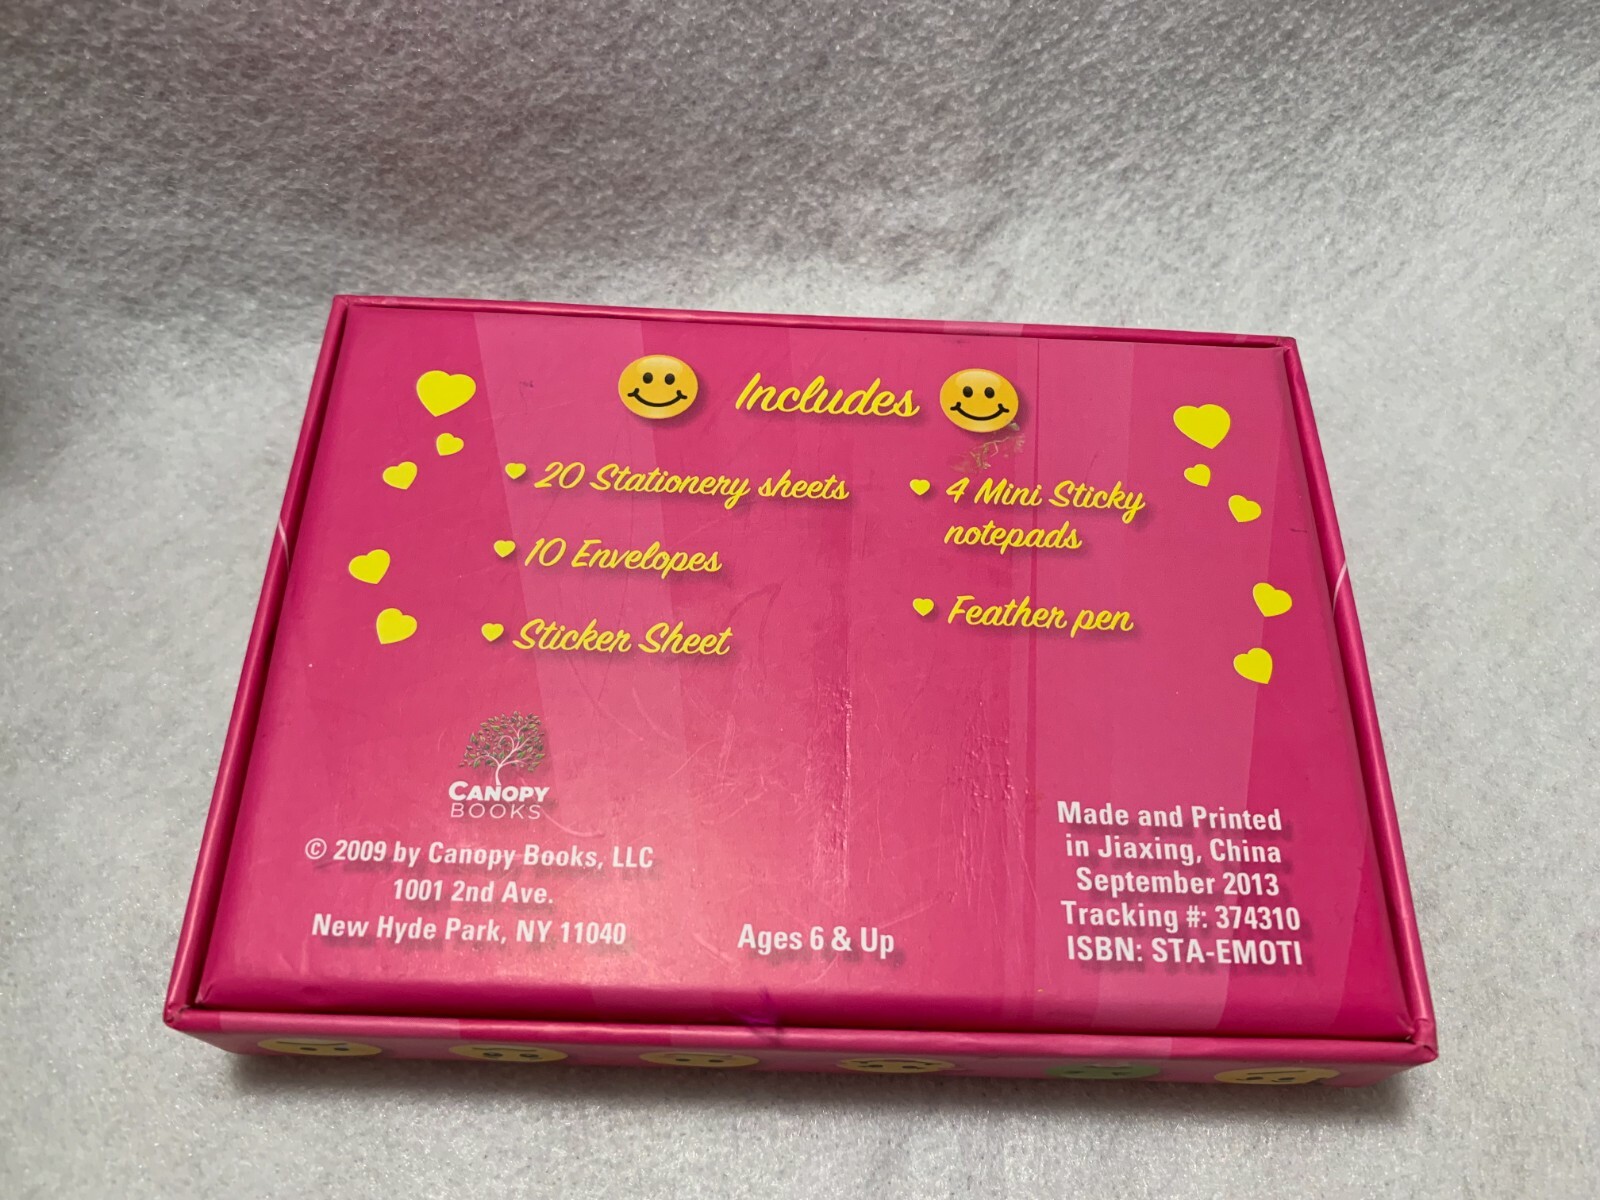 Includes
20 Stationery sheets
10 Envelopes
Sticker Sheet
4 Mini Sticky
notepads
Feather pen
CANOPY
BOOKS
© 2009 by Canopy Books, LLC
1001 2nd Ave.
New Hyde Park, NY 11040
Ages 6 & Up
Made and Printed
in Jiaxing, China
September 2013
Tracking #: 374310
ISBN: STA-EMOTI